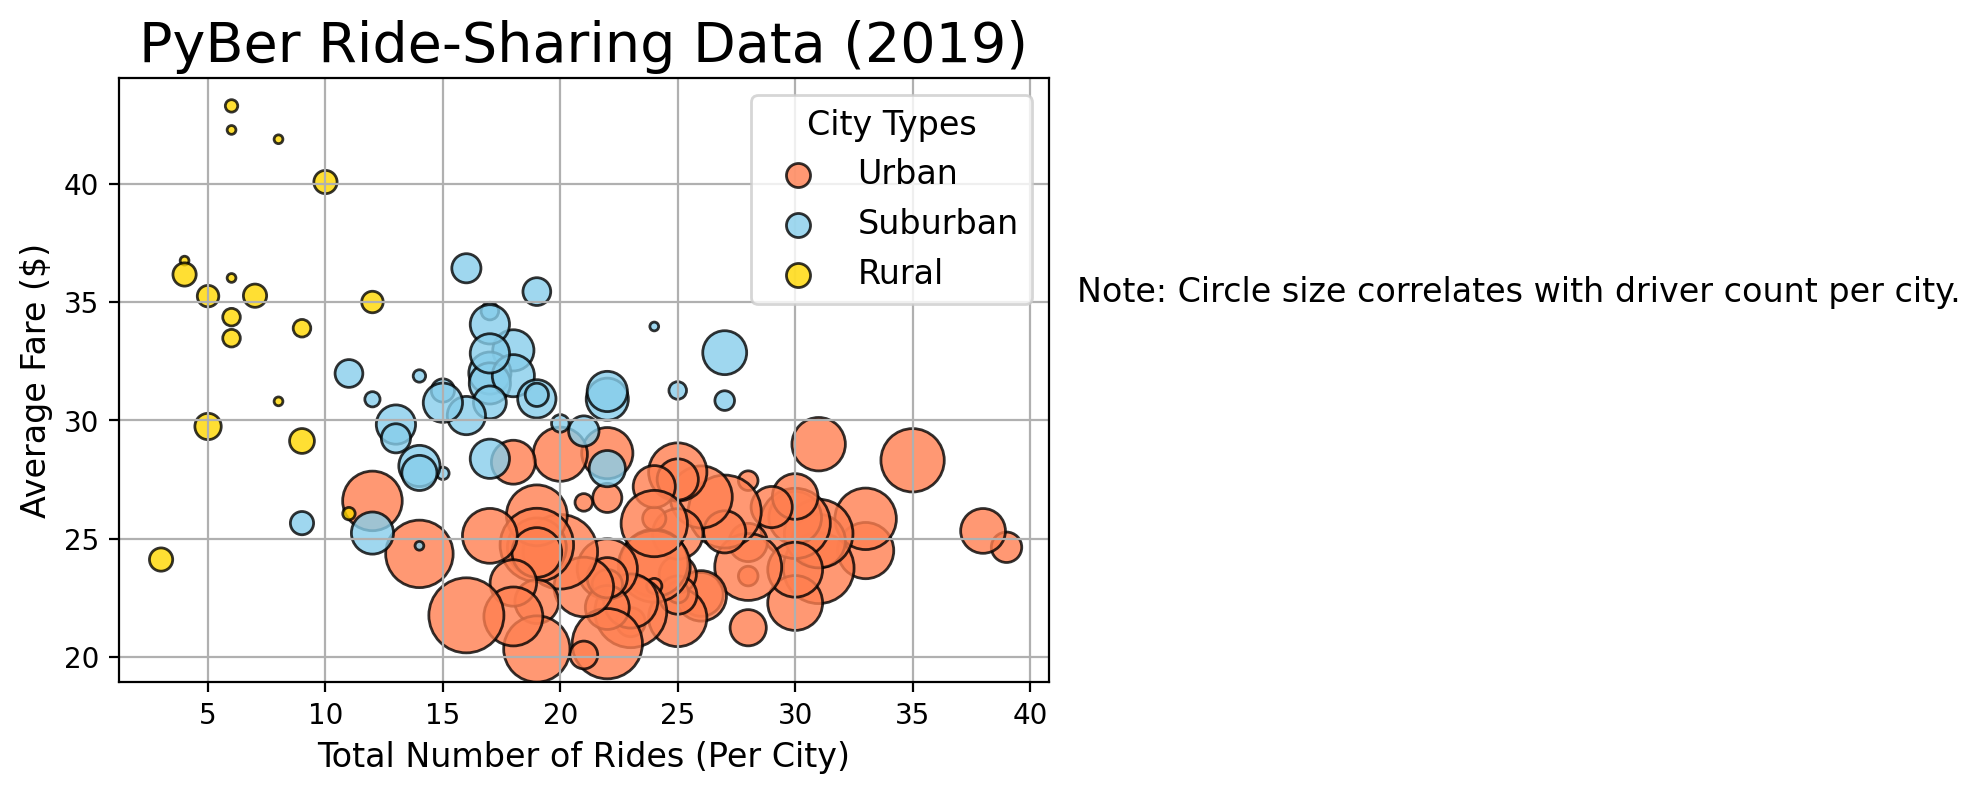 PyBer Ride-Sharing Data (2019)
City Types
Urban
Suburban
Rural
Note: Circle size correlates with driver count per city.
Average Fare ($)
40
35
30
25
20
5 10 15 20 25 30 35 40
Total Number of Rides (Per City)